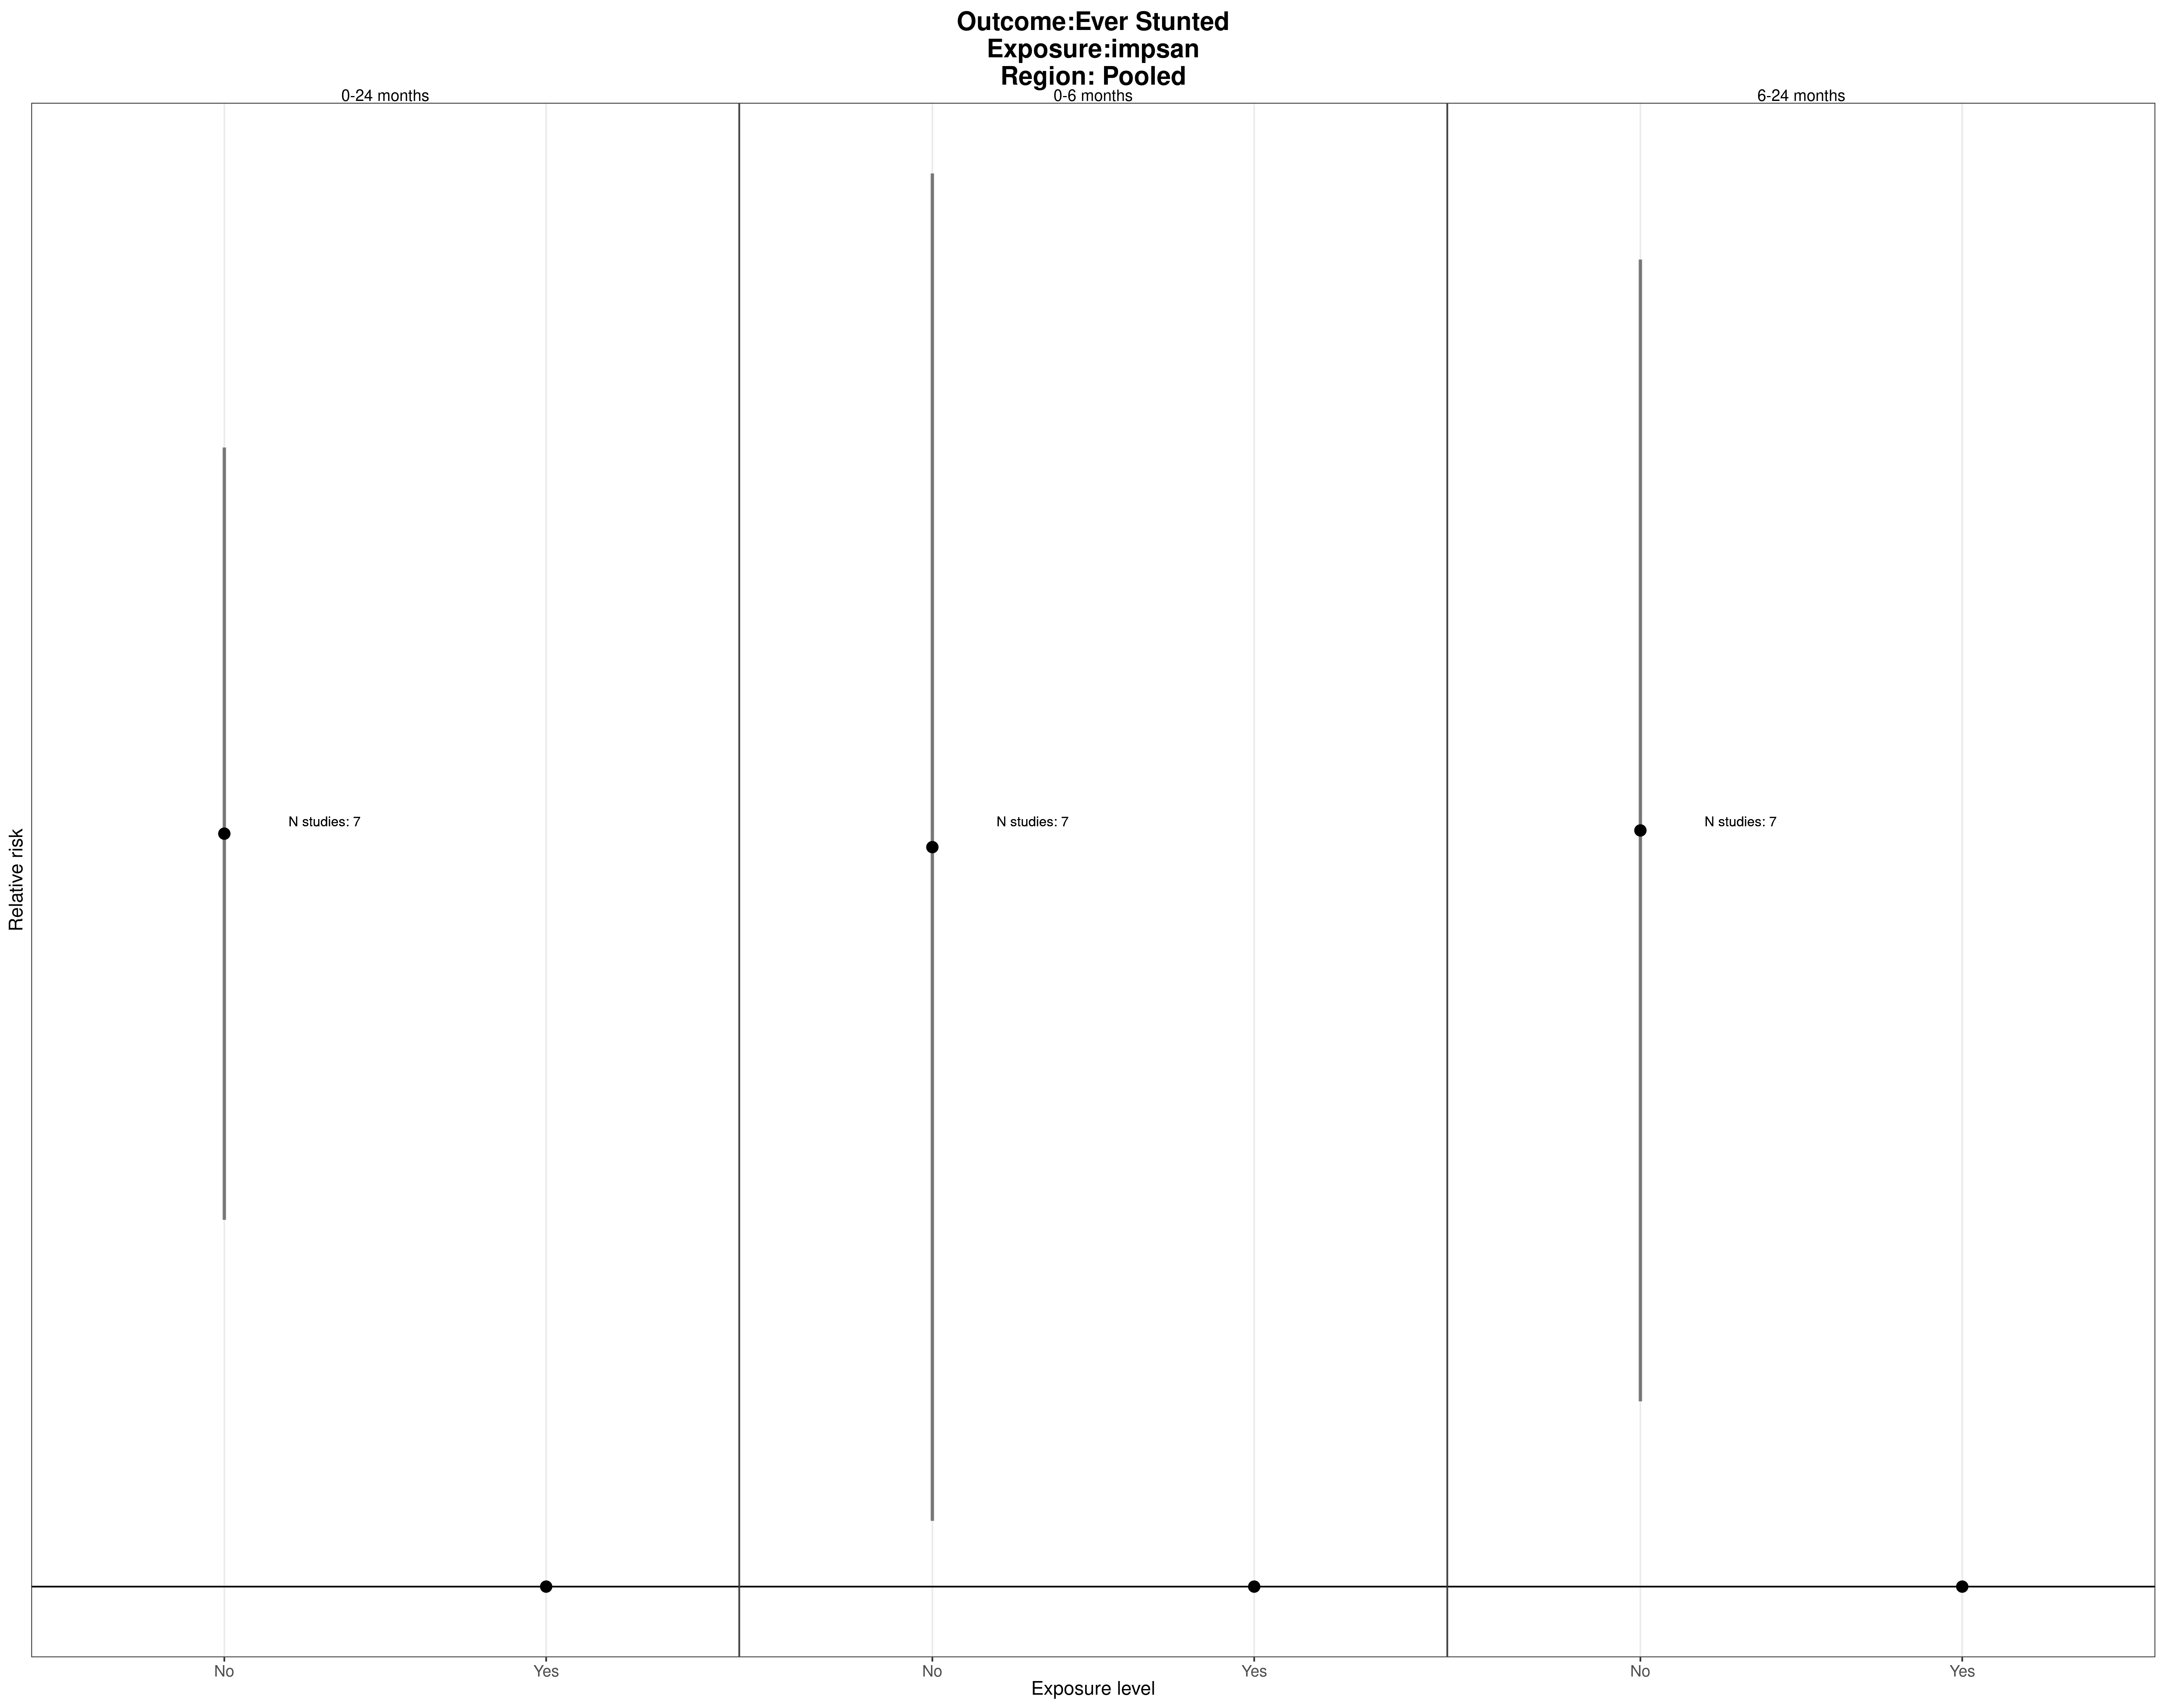 Outcome:Ever Stunted
Exposure:impsan
Region: Pooled
0-24 months
0-6 months
6-24 months
N studies: 7
N studies: 7
N studies: 7
Relative risk
No
Yes
No
Yes
No
Yes
Exposure level